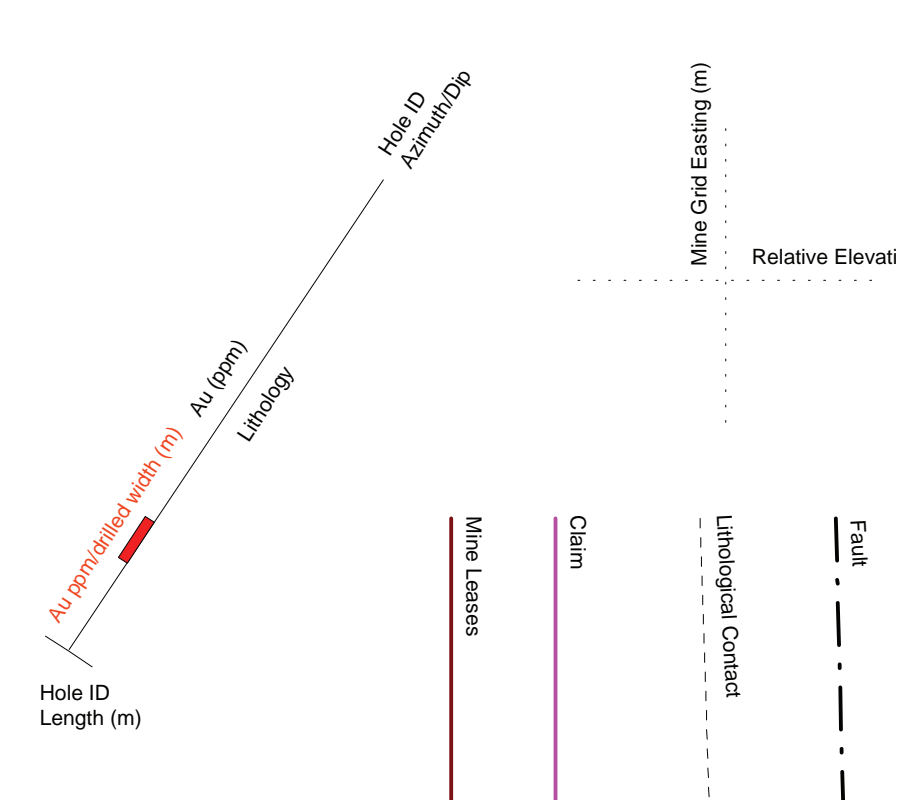 Hole ID
Azimuth/Dip
Mine Grid Easting (m)
Relative Elevati
Au (ppm)
Lithology
Au ppm/drilled width (m)
Hole ID
Length (m)
Mine Leases
Claim
Lithological Contact
Fault